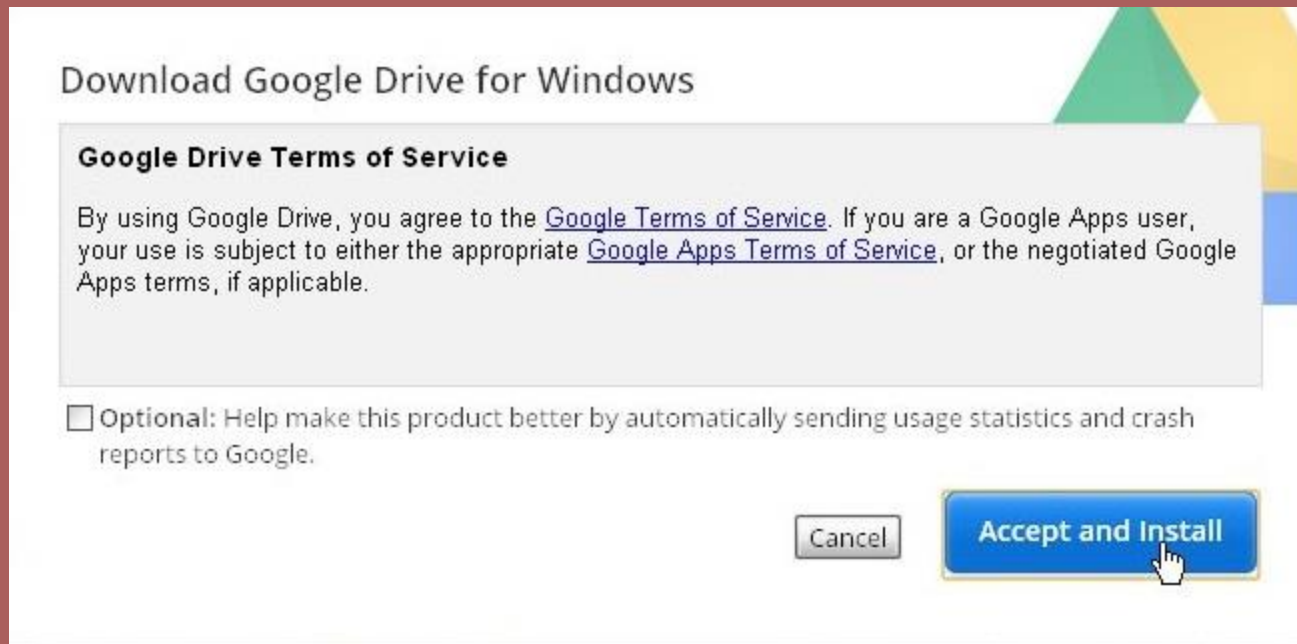 Download Google Drive for Windows
Google Drive Terms of Service
By using Google Drive, you agree to the Google Terms of Service. If you are a Google Apps user,
your use is subject to either the appropriate Google Apps Terms of Service, or the negotiated Google
Apps terms, if applicable.
Optional: Help make this product better by automatically sending usage statistics and crash
reports to Google.
Cancel
Accept and Install